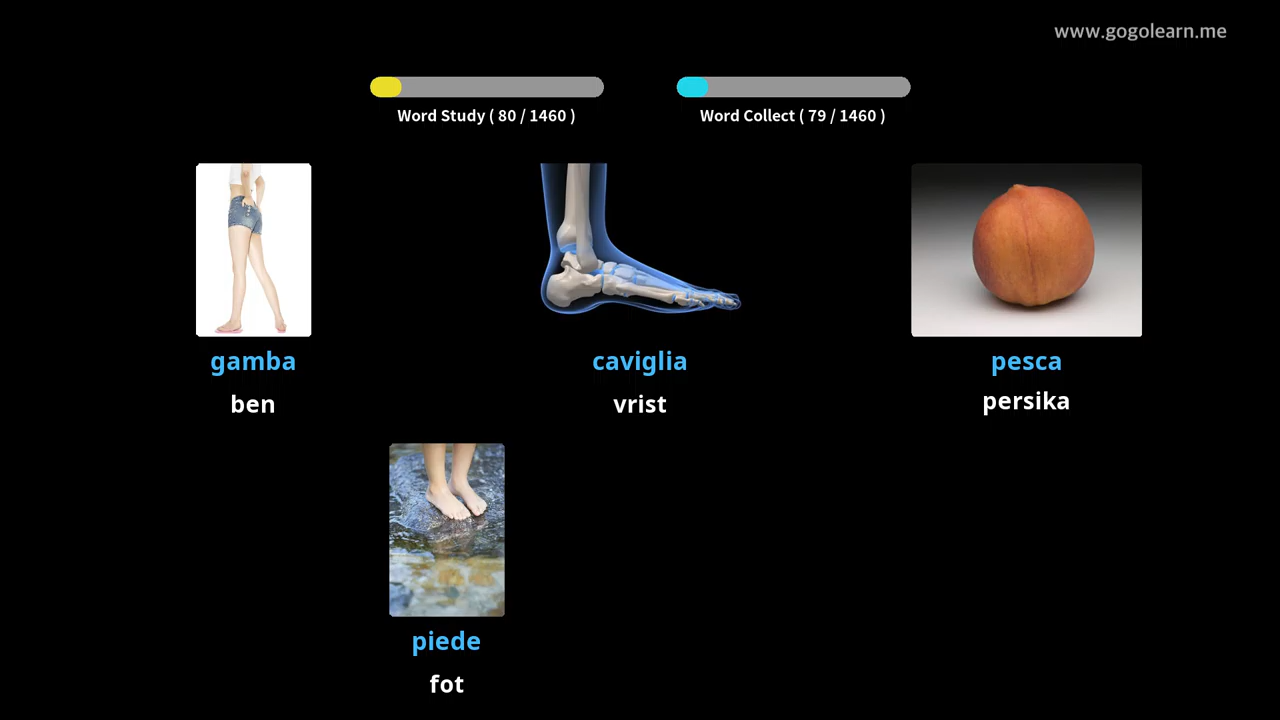 www.gogolearn.me
Word Study ( 80 / 1460 )
Word Collect ( 79 / 1460 )
gamba
ben
caviglia
vrist
pesca
persika
piede
fot